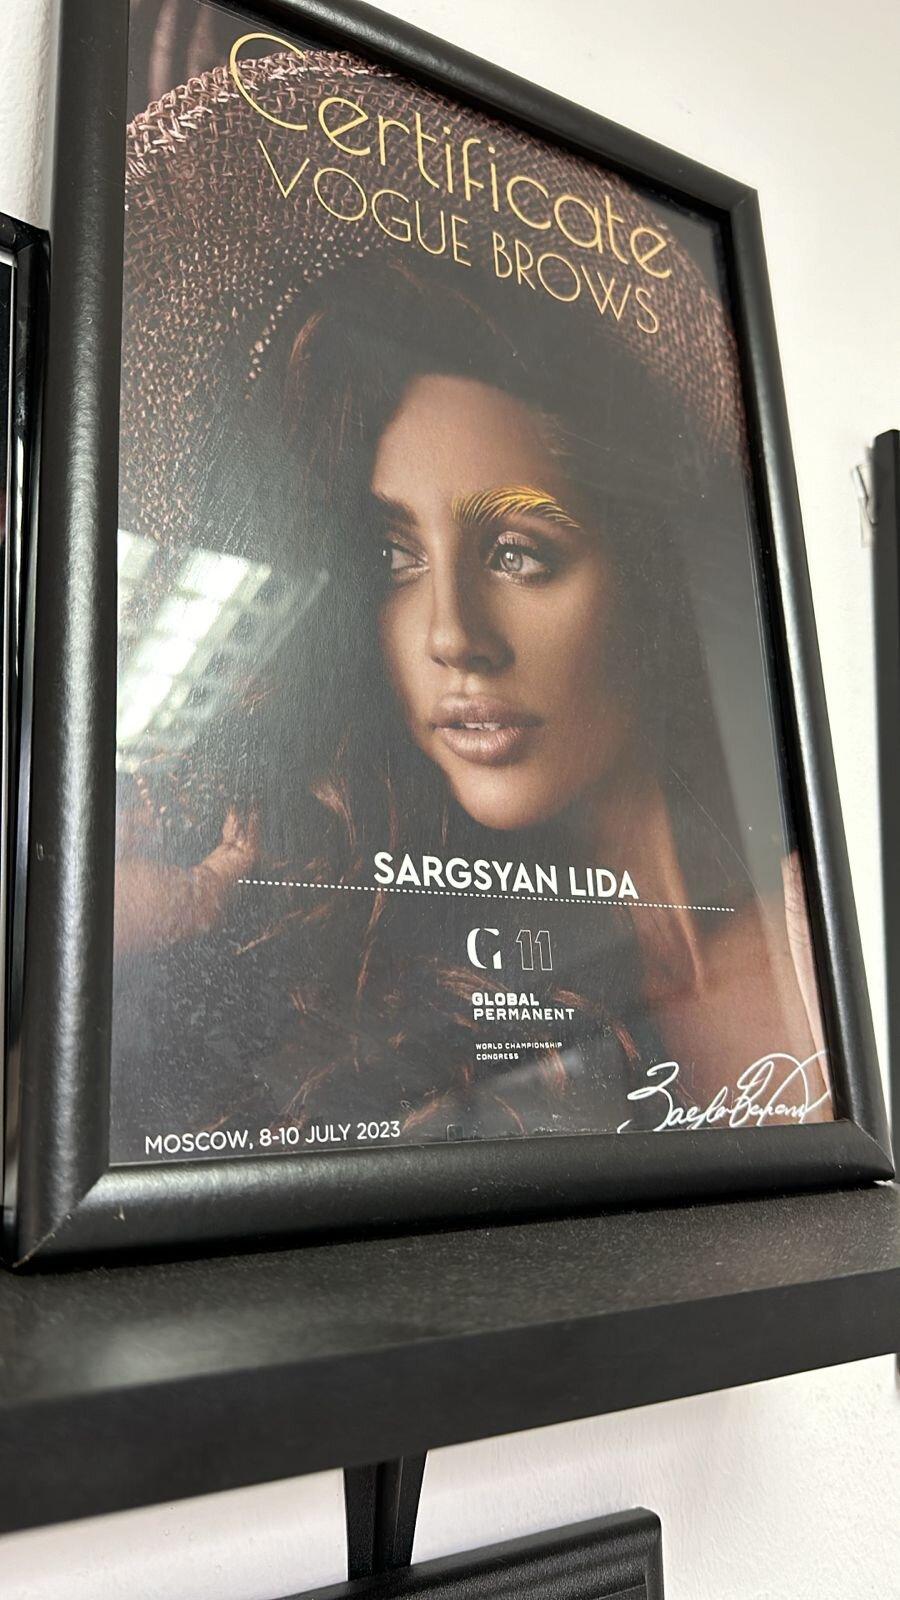 Certificate
VOGUE BROWS
SARGSYAN LIDA
G 11
GLOBAL
PERMANENT
WORLD CHAMPIONSHIP
CONGRESS
MOSCOW, 8-10 JULY 2023